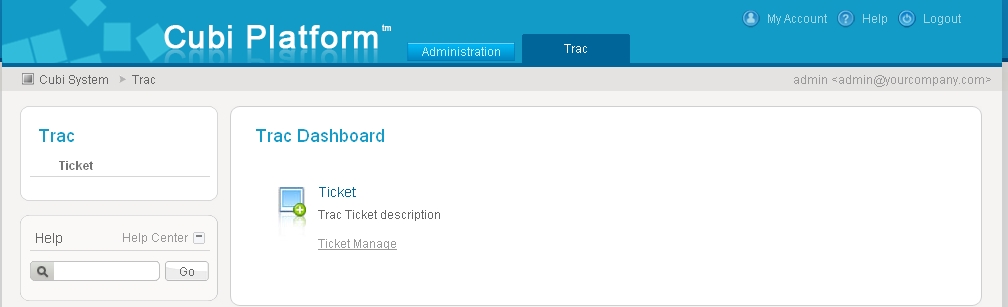 My Account Help Logout
Cubi Platform™
Administration Trac
Cubi System Trac admin <admin@yourcompany.com>
Trac
Ticket
Trac Dashboard
Ticket
Trac Ticket description
Ticket Manage
Help Help Center
Go